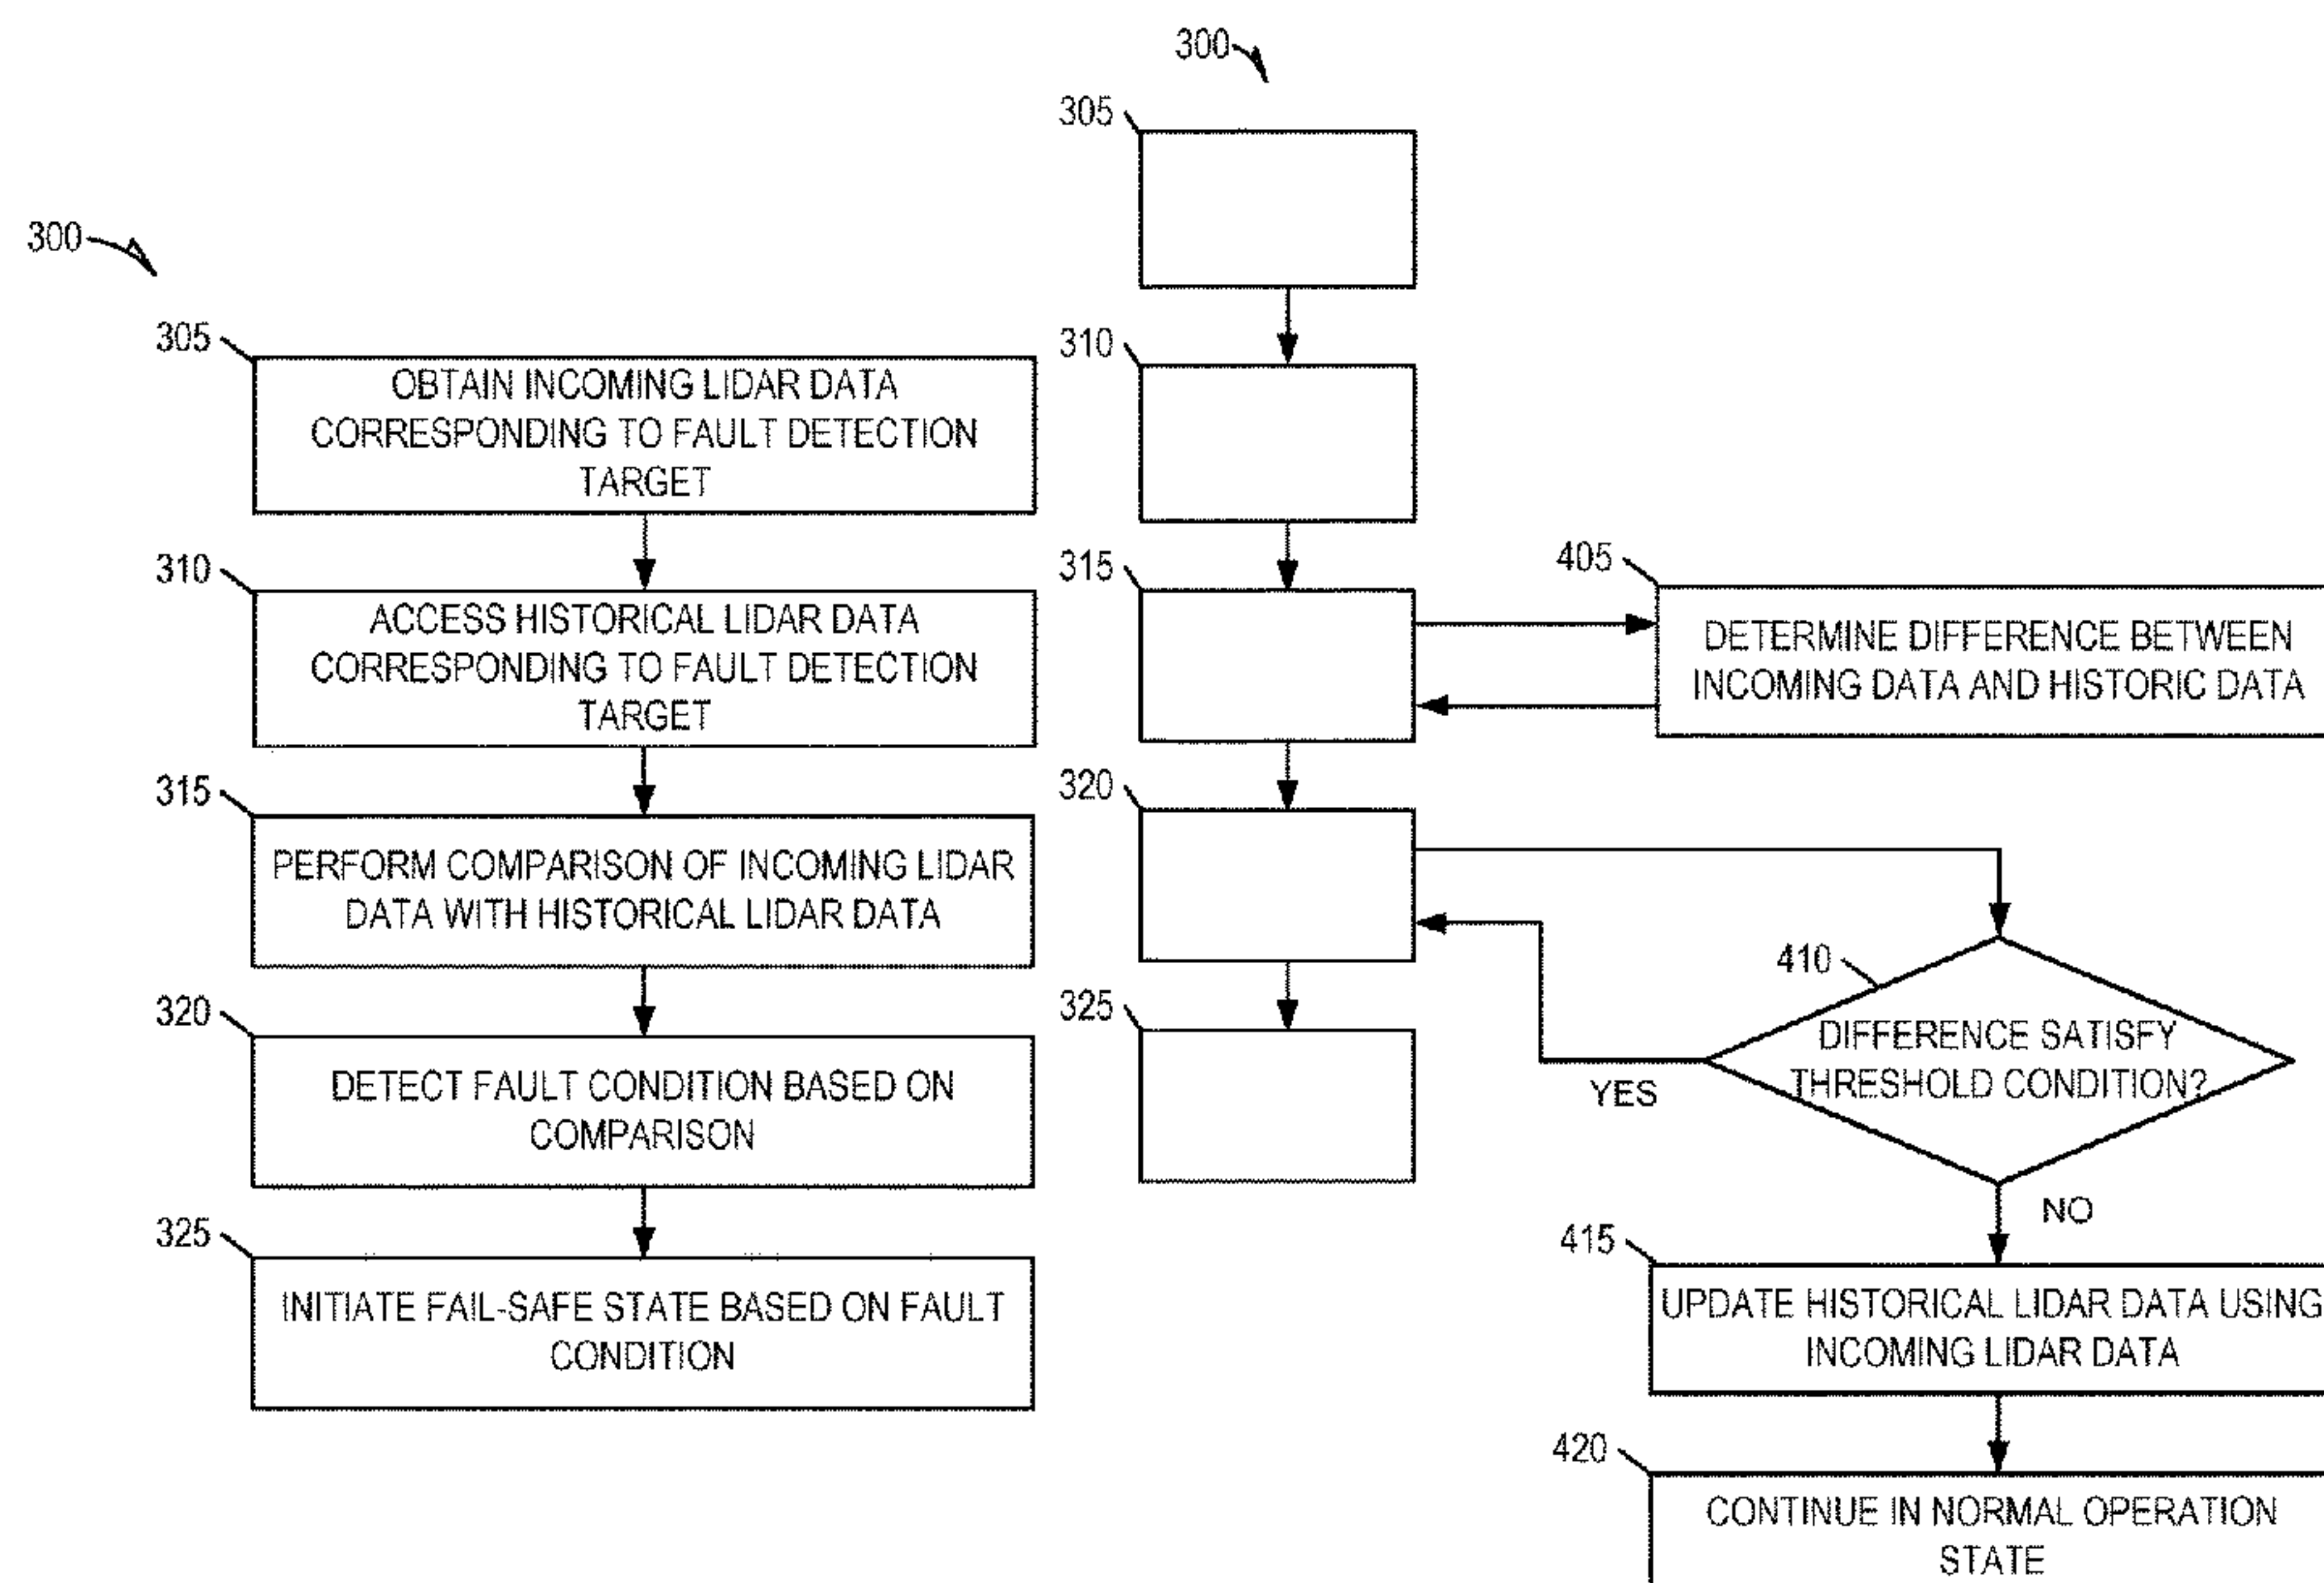 300
305
OBTAIN INCOMING LIDAR DATA
CORRESPONDING TO FAULT DETECTION
TARGET
310
ACCESS HISTORICAL LIDAR DATA
CORRESPONDING TO FAULT DETECTION
TARGET
315
PERFORM COMPARISON OF INCOMING LIDAR
DATA WITH HISTORICAL LIDAR DATA
320
DETECT FAULT CONDITION BASED ON
COMPARISON
325
INITIATE FAIL-SAFE STATE BASED ON FAULT
CONDITION
300
305
310
315
405
DETERMINE DIFFERENCE BETWEEN
INCOMING DATA AND HISTORIC DATA
320
410
DIFFERENCE SATISFY
THRESHOLD CONDITION?
YES
NO
325
415
UPDATE HISTORICAL LIDAR DATA USING
INCOMING LIDAR DATA
420
CONTINUE IN NORMAL OPERATION
STATE